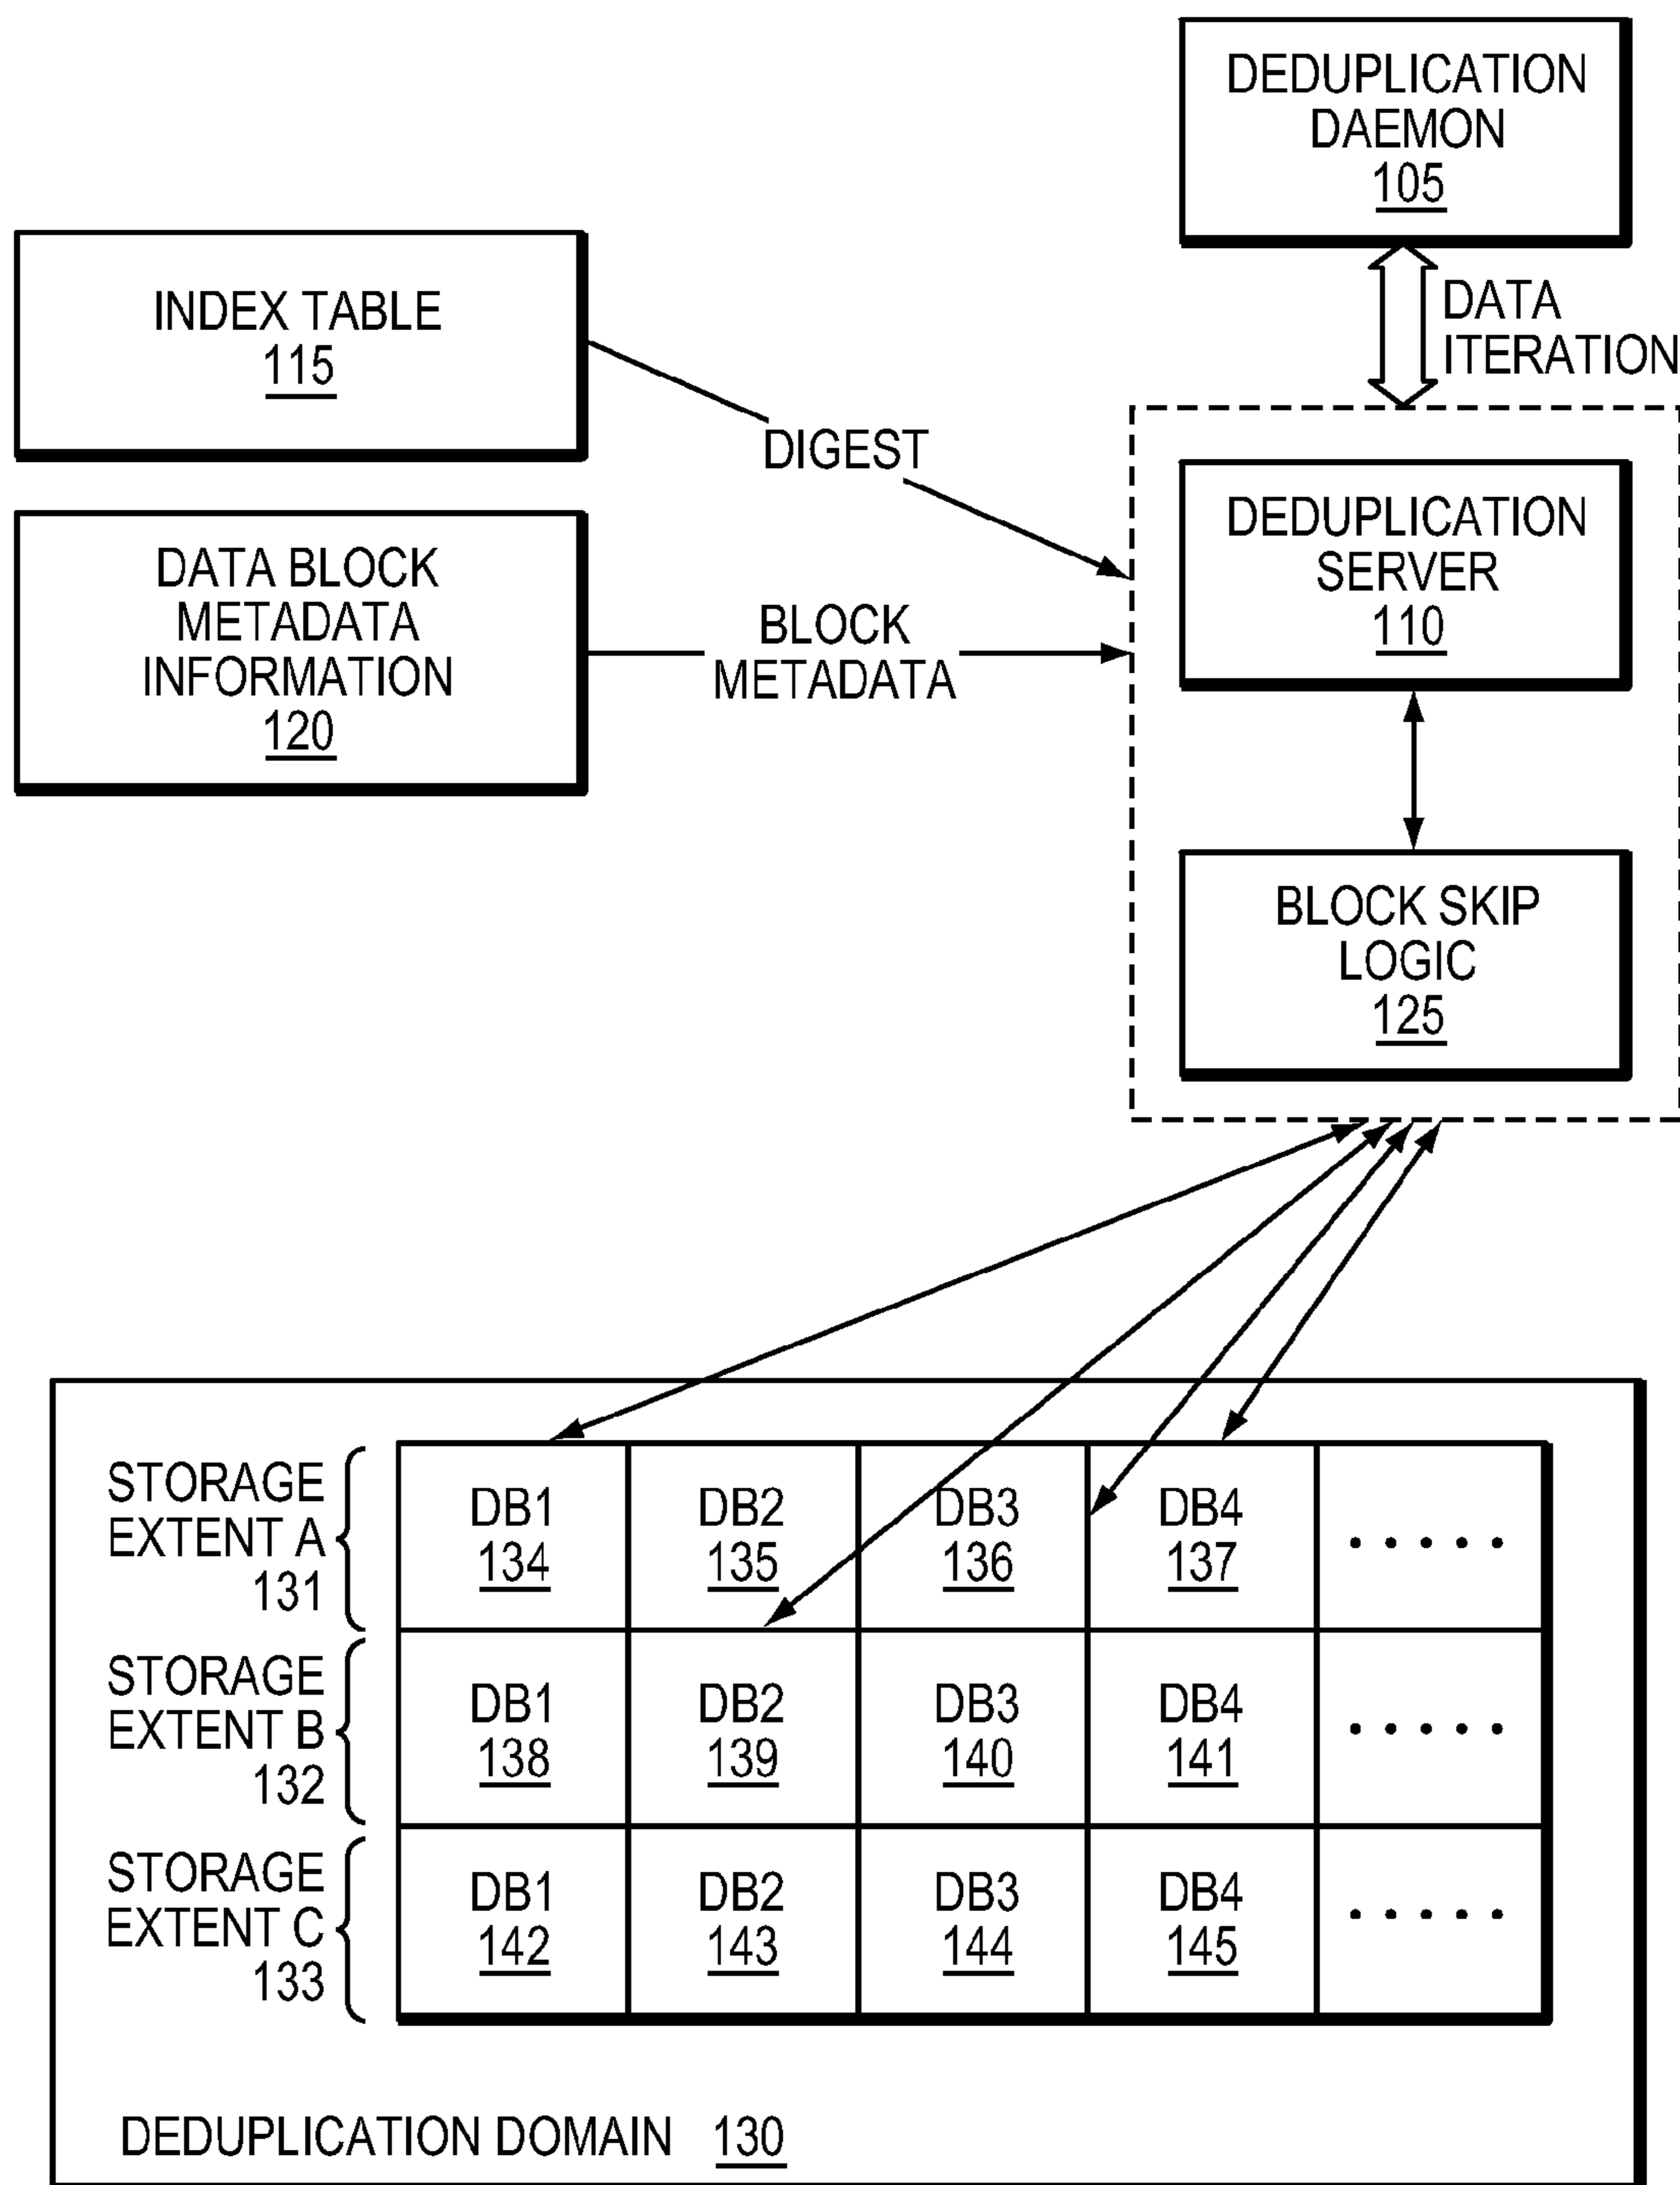 DEDUPLICATION
DAEMON
105
DATA
ITERATION
INDEX TABLE
115
DIGEST
DATA BLOCK
METADATA
INFORMATION
120
BLOCK
METADATA
DEDUPLICATION
SERVER
110
BLOCK SKIP
LOGIC
125
STORAGE
EXTENT A
131
DB1
134
DB2
135
DB3
136
DB4
137
.....
STORAGE
EXTENT B
132
DB1
138
DB2
139
DB3
140
DB4
141
.....
STORAGE
EXTENT C
133
DB1
142
DB2
143
DB3
144
DB4
145
.....
DEDUPLICATION DOMAIN 130